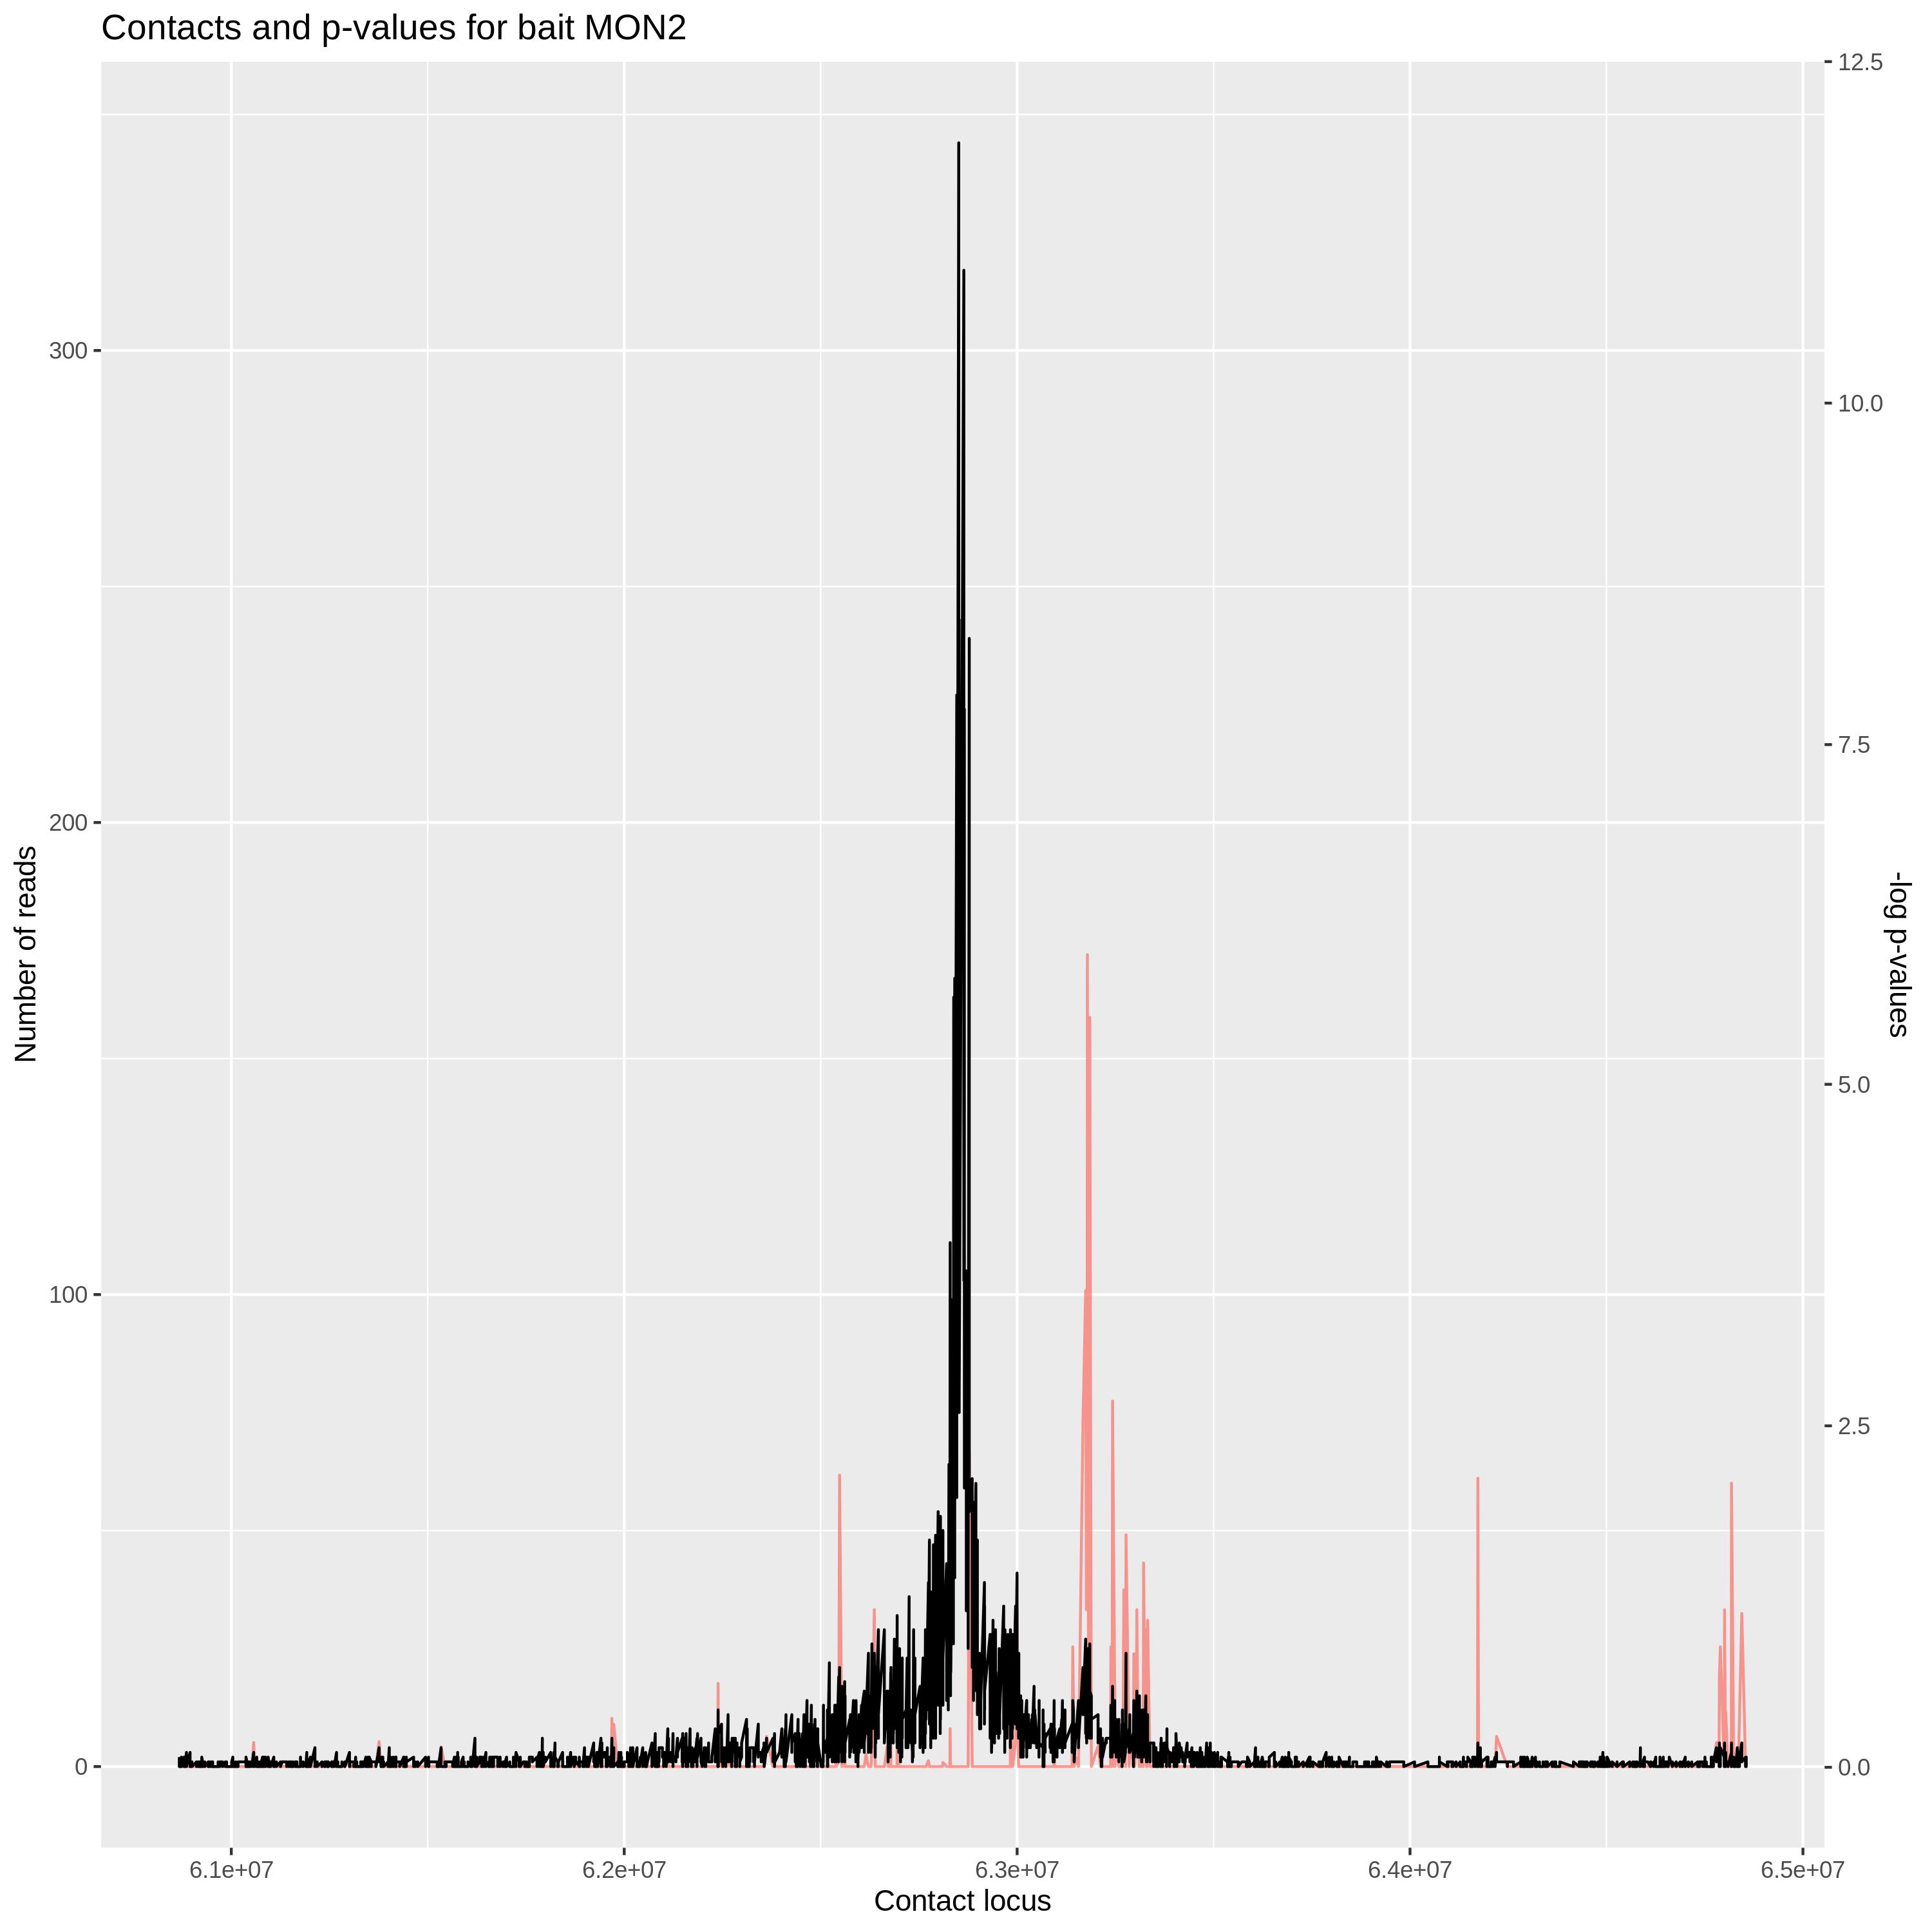 Contacts and p-values for bait MON2
12.5
10.0
7.5
5.0
2.5
0.0
300
200
100
0
Number of reads
-log p-values
6.1e+07
6.2e+07
6.3e+07
6.4e+07
6.5e+07
Contact locus